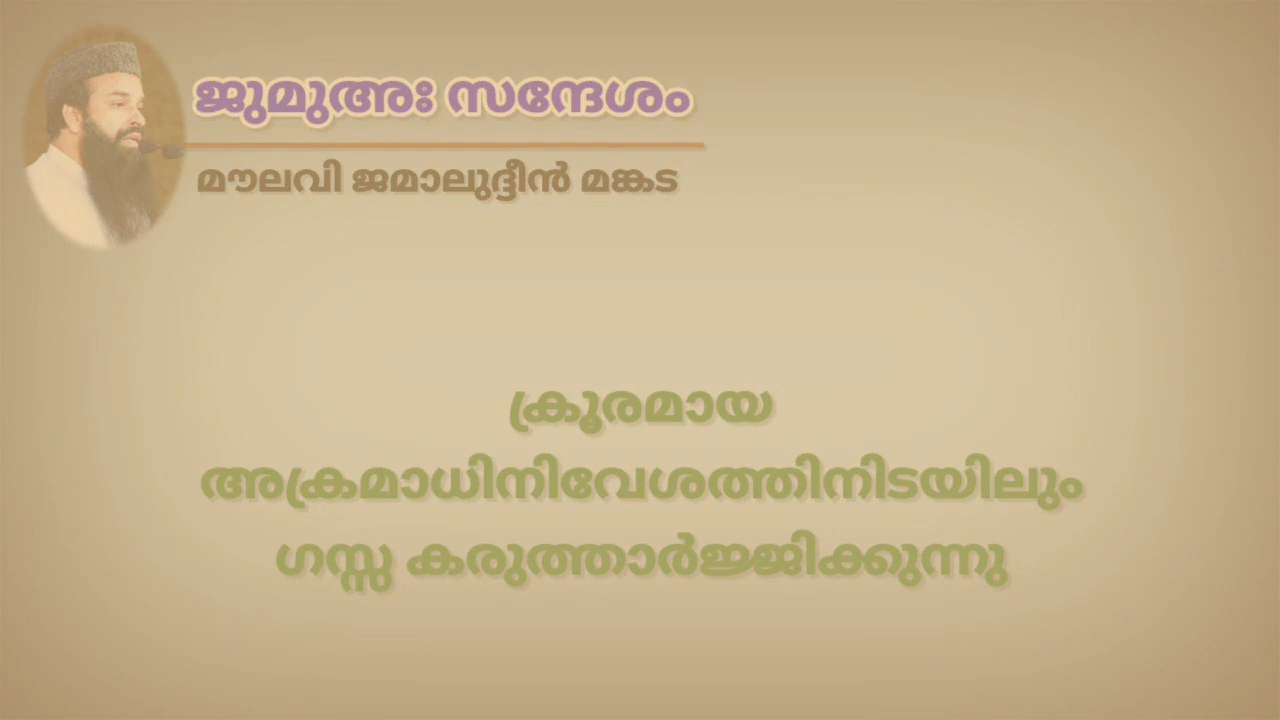 ജുമുഅഃ സന്ദേശം
മൗലവി ജമാലുദ്ദീൻ മങ്കട
ക്രൂരമായ
അക്രമാധിനിവേശത്തിനിടയിലും
ഗസ്സ കരുത്താർജ്ജിക്കുന്നു